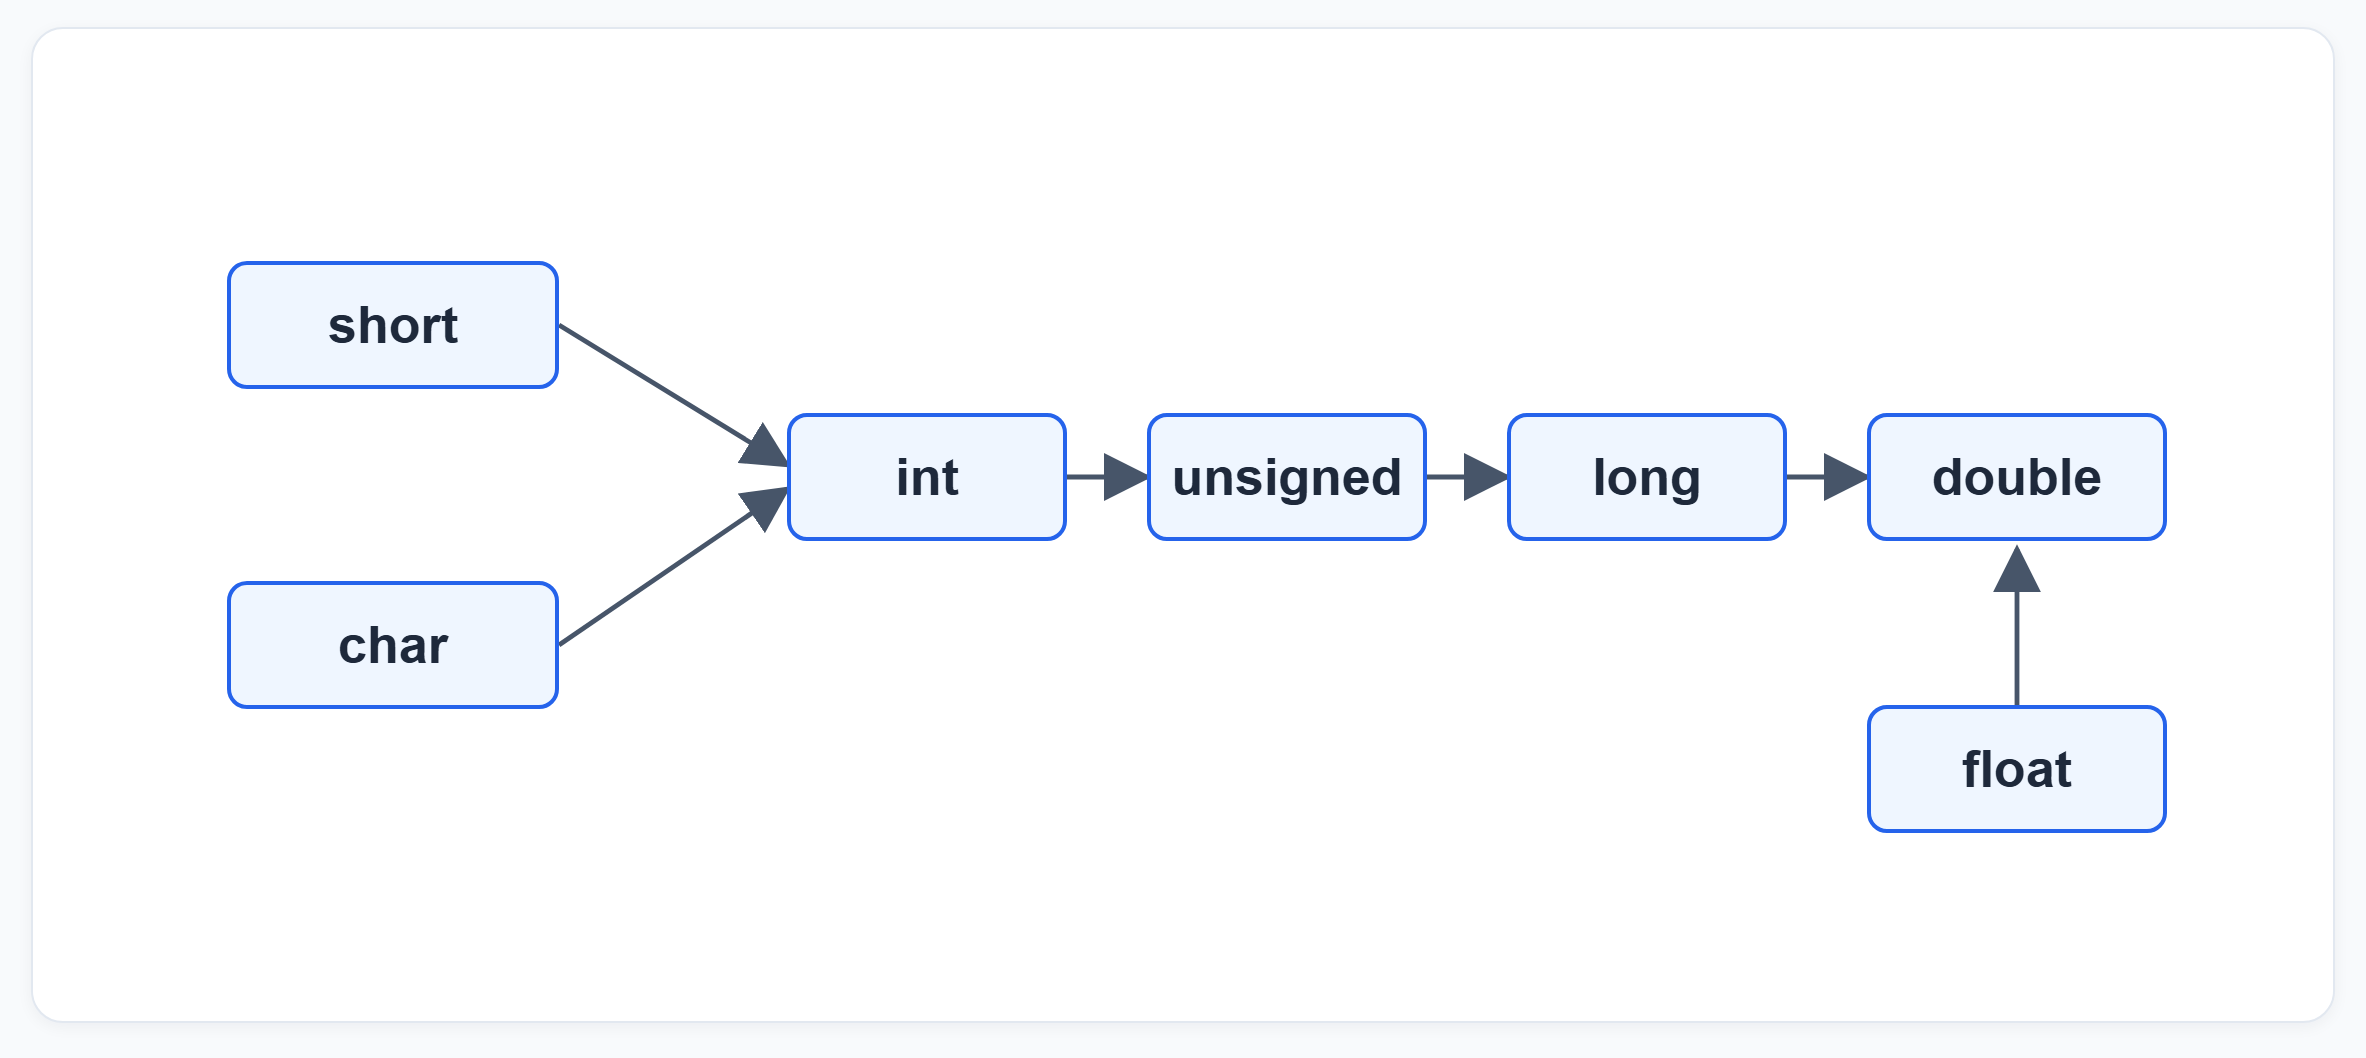 short
int
unsigned
long
double
char
float